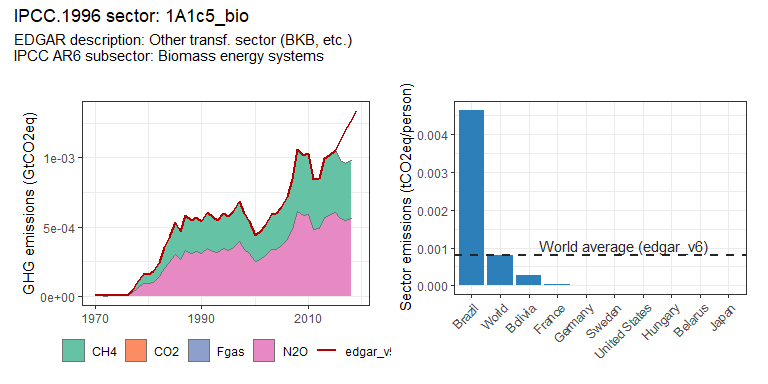 IPCC.1996 sector: 1A1c5_bio
EDGAR description: Other transf. sector (BKB, etc.)
IPCC AR6 subsector: Biomass energy systems
GHG emissions (GtCO2eq)
1e-03
5e-04
0e+00
1970
1990
2010
CH4
CO2
Fgas
N2O
edgar_v5
Sector emissions (tCO2eq/person)
0.004
0.003
0.002
0.001
0.000
World average (edgar_v6)
Brazil
World
Bolivia
France
Germany
Sweden
United States
Hungary
Belarus
Japan